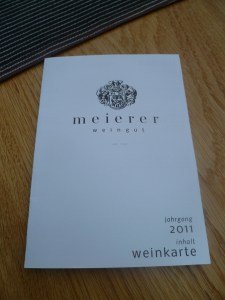 meierer
weingut
jahrgang
2011
inhalt
weinkarte